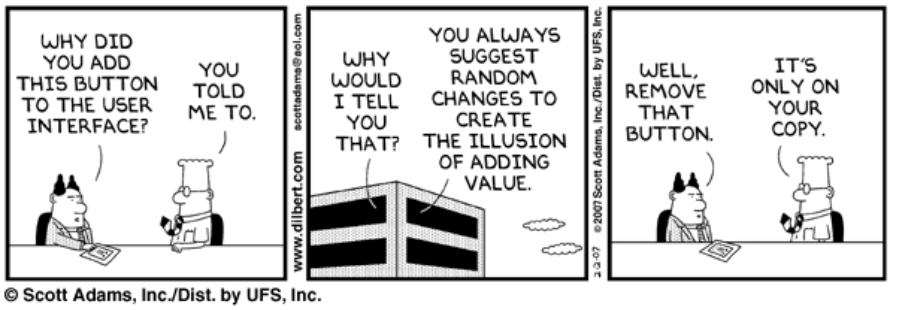 WHY DID
YOU ADD
THIS BUTTON
TO THE USER
INTERFACE?
YOU
TOLD
ME TO.
www.dilbert.com scottadams@aol.com
WHY
WOULD
I TELL
YOU
THAT?
YOU ALWAYS
SUGGEST
RANDOM
CHANGES TO
CREATE
THE ILLUSION
OF ADDING
VALUE.
2-2-07 ©2007 Scott Adams, Inc./Dist. by UFS, Inc.
WELL,
REMOVE
THAT
BUTTON.
IT'S
ONLY ON
YOUR
COPY.
© Scott Adams, Inc./Dist. by UFS, Inc.